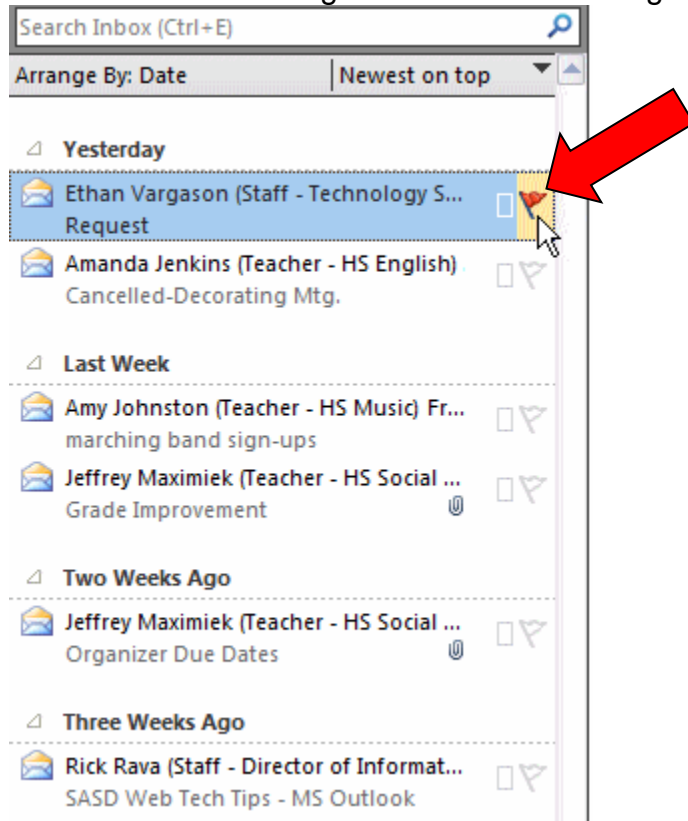 Search Inbox (Ctrl+E)
Arrange By: Date Newest on top
Yesterday
Ethan Vargason (Staff - Technology S...
Request
Amanda Jenkins (Teacher - HS English)
Cancelled-Decorating Mtg.
Last Week
Amy Johnston (Teacher - HS Music) Fr...
marching band sign-ups
Jeffrey Maximiek (Teacher - HS Social ...
Grade Improvement
Two Weeks Ago
Jeffrey Maximiek (Teacher - HS Social ...
Organizer Due Dates
Three Weeks Ago
Rick Rava (Staff - Director of Informat...
SASD Web Tech Tips - MS Outlook